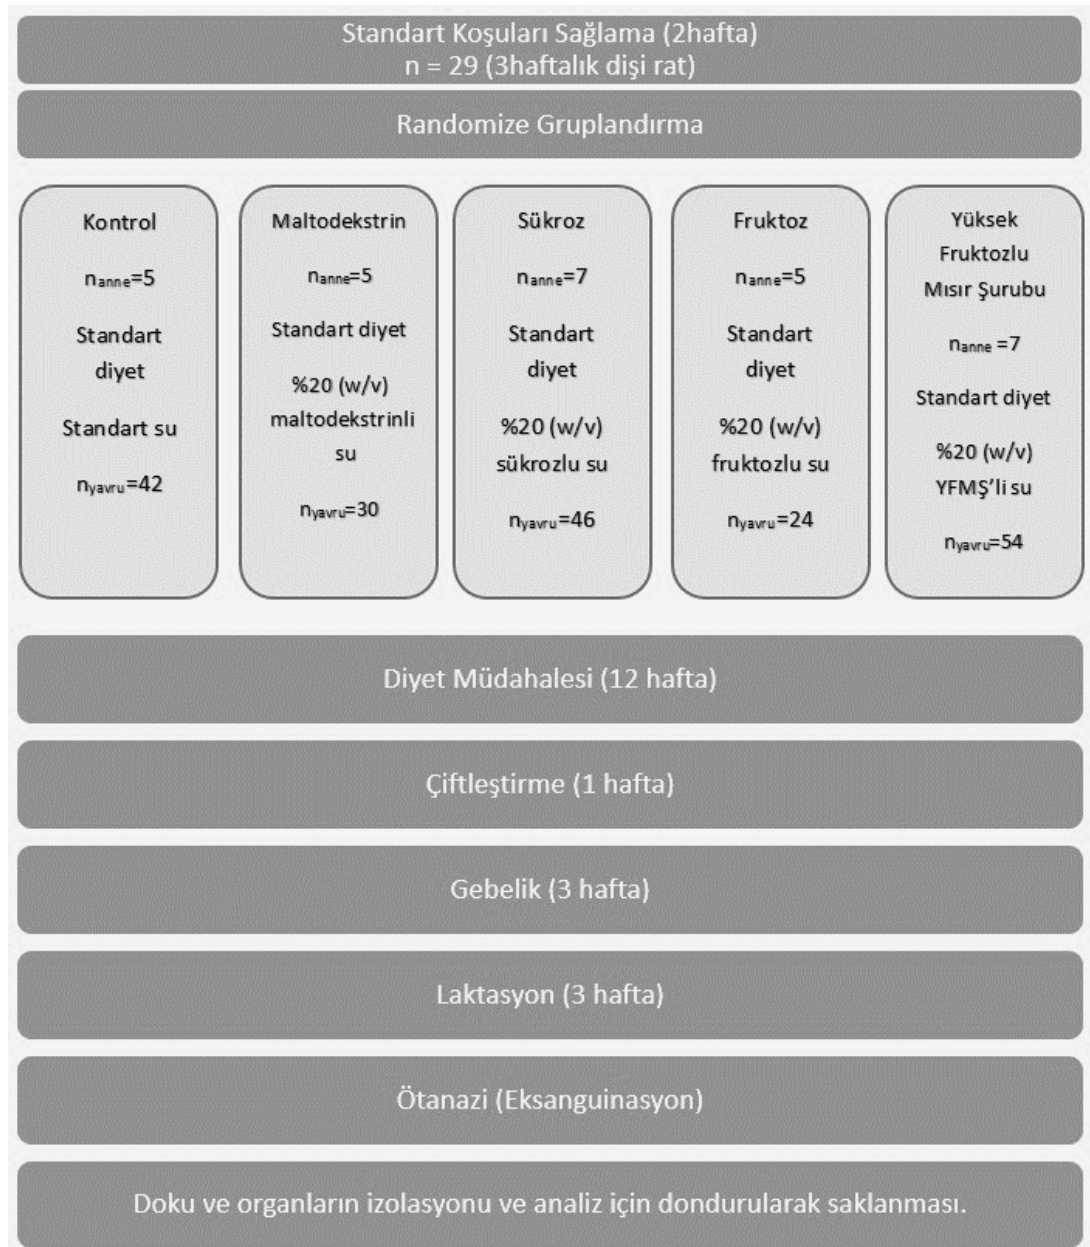 Standart Koşuları Sağlama (2hafta)
n = 29 (3haftalık dişi rat)
Randomize Gruplandırma
Kontrol
nanne=5
Standart
diyet
Standart su
nyavru=42
Maltodekstrin
nanne=5
Standart diyet
%20 (w/v)
maltodekstrinli
su
nyavru=30
Sükroz
nanne=7
Standart
diyet
%20 (w/v)
sükrozlu su
nyavru=46
Fruktoz
nanne=5
Standart
diyet
%20 (w/v)
fruktozlu su
nyavru=24
Yüksek
Fruktozlu
Mısır Şurubu
nanne =7
Standart diyet
%20 (w/v)
YFMŞ'li su
nyavru=54
Diyet Müdahalesi (12 hafta)
Çiftleştirme (1 hafta)
Gebelik (3 hafta)
Laktasyon (3 hafta)
Ötanazi (Eksanguinasyon)
Doku ve organların izolasyonu ve analiz için dondurularak saklanması.